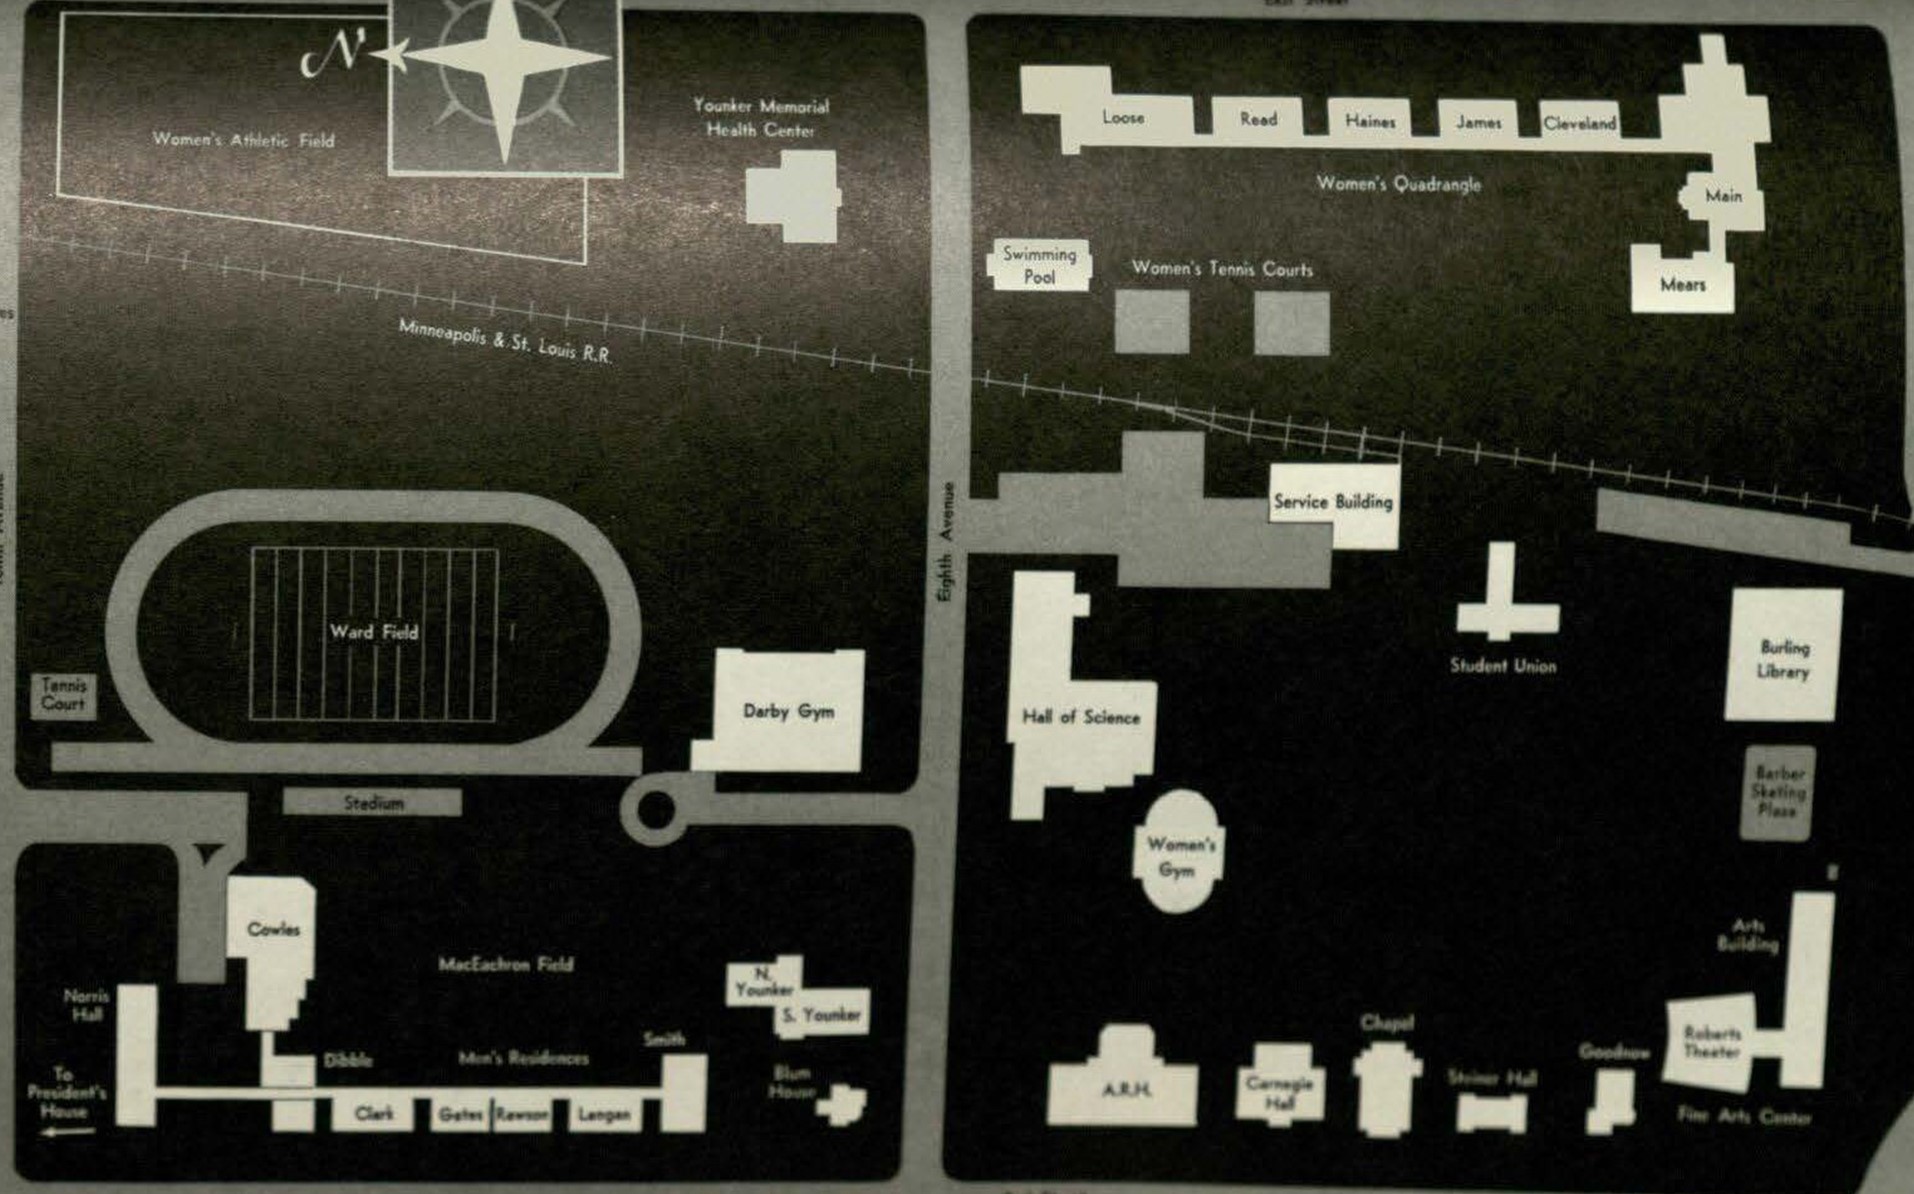 East Street
N
Women's Athletic Field
Younker Memorial
Health Center
Minneapolis & St. Louis R.R.
Loose
Read
Haines
James
Cleveland
Women's Quadrangle
Main
Mears
Swimming
Pool
Women's Tennis Courts
Service Building
Eighth Avenue
Ward Field
Tennis
Court
Darby Gym
Stadium
Hall of Science
Student Union
Burling
Library
Barber
Skating
Plaza
Women's
Gym
Cowles
MacEachron Field
Norris
Hall
N.
Younker
S. Younker
Smith
Dibble
Men's Residences
To
President's
House
Clark
Gates
Rawson
Langan
Blum
House
A.R.H.
Carnegie
Hall
Chapel
Steiner Hall
Goodnow
Roberts
Theater
Arts
Building
Fine Arts Center